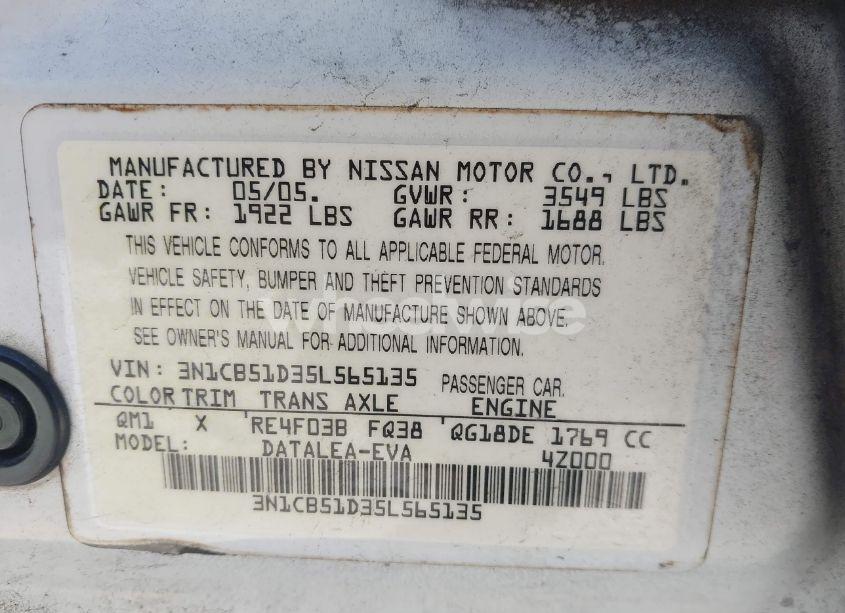 MANUFACTURED BY NISSAN MOTOR CO., LTD.
DATE: 05/05. GVWR: 3549 LBS
GAWR FR: 1922 LBS GAWR RR: 1688 LBS
THIS VEHICLE CONFORMS TO ALL APPLICABLE FEDERAL MOTOR.
VEHICLE SAFETY, BUMPER AND THEFT PREVENTION STANDARDS
IN EFFECT ON THE DATE OF MANUFACTURE SHOWN ABOVE.
SEE OWNER'S MANUAL FOR ADDITIONAL INFORMATION.
VIN: 3N1CB51D35L565135 PASSENGER CAR.
COLOR TRIM TRANS AXLE ENGINE
QM1 X RE4F03B FQ38 QG18DE 1769 CC
MODEL: DATALEA-EVA 4Z000
3N1CB51D35L565135